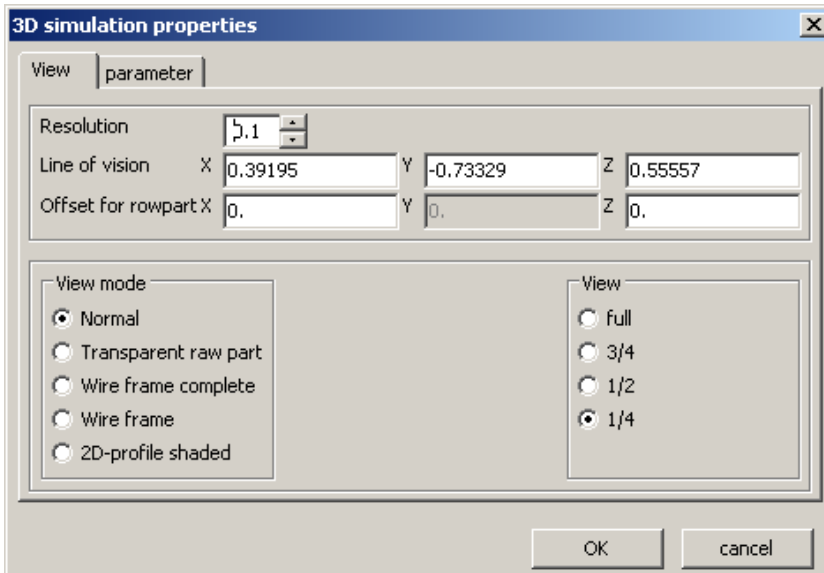 3D simulation properties
View parameter
Resolution 0.1
Line of vision X 0.39195 Y -0.73329 Z 0.55557
Offset for rowpart X 0. Y 0. Z 0.
View mode
Normal
Transparent raw part
Wire frame complete
Wire frame
2D-profile shaded
View
full
3/4
1/2
1/4
OK cancel